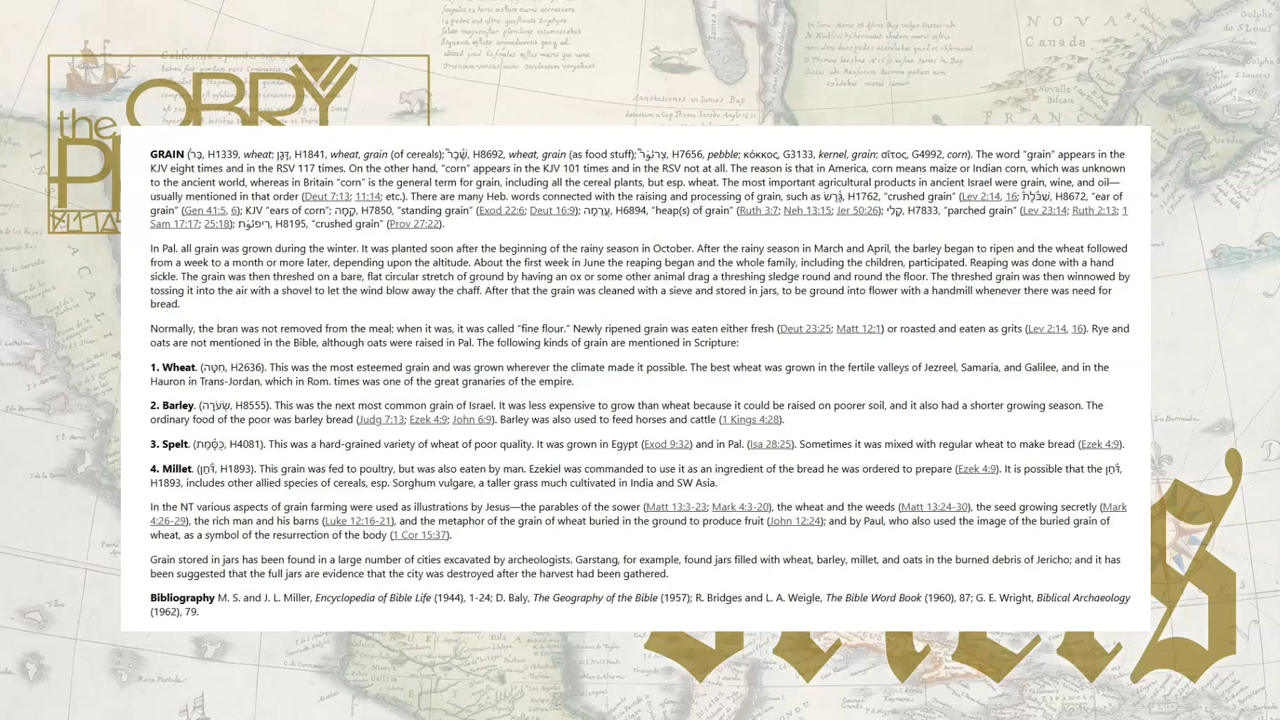 the
ORRY
GRAIN (בַּר, H1339, wheat; דָּגָן, H1841, wheat, grain (of cereals); שֶׁ֫בֶר, H8692, wheat, grain (as food stuff); צְרוֹר, H7656, pebble; κόκκος, G3133, kernel, grain; σῖτος, G4992, corn). The word “grain” appears in the
KJV eight times and in the RSV 117 times. On the other hand, “corn” appears in the KJV 101 times and in the RSV not at all. The reason is that in America, corn means maize or Indian corn, which was unknown
to the ancient world, whereas in Britain “corn” is the general term for grain, including all the cereal plants, but esp. wheat. The most important agricultural products in ancient Israel were grain, wine, and oil—
usually mentioned in that order (Deut 7:13; 11:14; etc.). There are many Heb. words connected with the raising and processing of grain, such as גֶּ֫רֶשׂ, H1762, “crushed grain” (Lev 2:14, 16; שִׁבֹּ֫לֶת, H8672, “ear of
grain” (Gen 41:5, 6); KJV “ears of corn”; קָמָה, H7850, “standing grain” (Exod 22:6; Deut 16:9); עֲרֵמָה, H6894, “heap(s) of grain” (Ruth 3:7; Neh 13:15; Jer 50:26); קָלִי, H7833, “parched grain” (Lev 23:14; Ruth 2:13; 1
Sam 17:17; 25:18); רִיפוֹת, H8195, “crushed grain” (Prov 27:22).
In Pal. all grain was grown during the winter. It was planted soon after the beginning of the rainy season in October. After the rainy season in March and April, the barley began to ripen and the wheat followed
from a week to a month or more later, depending upon the altitude. About the first week in June the reaping began and the whole family, including the children, participated. Reaping was done with a hand
sickle. The grain was then threshed on a bare, flat circular stretch of ground by having an ox or some other animal drag a threshing sledge round and round the floor. The threshed grain was then winnowed by
tossing it into the air with a shovel to let the wind blow away the chaff. After that the grain was cleaned with a sieve and stored in jars, to be ground into flower with a handmill whenever there was need for
bread.
Normally, the bran was not removed from the meal; when it was, it was called “fine flour.” Newly ripened grain was eaten either fresh (Deut 23:25; Matt 12:1) or roasted and eaten as grits (Lev 2:14, 16). Rye and
oats are not mentioned in the Bible, although oats were raised in Pal. The following kinds of grain are mentioned in Scripture:
1. Wheat. (חִטָּה, H2636). This was the most esteemed grain and was grown wherever the climate made it possible. The best wheat was grown in the fertile valleys of Jezreel, Samaria, and Galilee, and in the
Hauron in Trans-Jordan, which in Rom. times was one of the great granaries of the empire.
2. Barley. (שְׂעֹרָה, H8555). This was the next most common grain of Israel. It was less expensive to grow than wheat because it could be raised on poorer soil, and it also had a shorter growing season. The
ordinary food of the poor was barley bread (Judg 7:13; Ezek 4:9; John 6:9). Barley was also used to feed horses and cattle (1 Kings 4:28).
3. Spelt. (כֻּסֶּ֫מֶת, H4081). This was a hard-grained variety of wheat of poor quality. It was grown in Egypt (Exod 9:32) and in Pal. (Isa 28:25). Sometimes it was mixed with regular wheat to make bread (Ezek 4:9).
4. Millet. (דֹּ֫חַן, H1893). This grain was fed to poultry, but was also eaten by man. Ezekiel was commanded to use it as an ingredient of the bread he was ordered to prepare (Ezek 4:9). It is possible that the דֹּ֫חַן,
H1893, includes other allied species of cereals, esp. Sorghum vulgare, a taller grass much cultivated in India and SW Asia.
In the NT various aspects of grain farming were used as illustrations by Jesus—the parables of the sower (Matt 13:3-23; Mark 4:3-20), the wheat and the weeds (Matt 13:24-30), the seed growing secretly (Mark
4:26-29), the rich man and his barns (Luke 12:16-21), and the metaphor of the grain of wheat buried in the ground to produce fruit (John 12:24); and by Paul, who also used the image of the buried grain of
wheat, as a symbol of the resurrection of the body (1 Cor 15:37).
Grain stored in jars has been found in a large number of cities excavated by archeologists. Garstang, for example, found jars filled with wheat, barley, millet, and oats in the burned debris of Jericho; and it has
been suggested that the full jars are evidence that the city was destroyed after the harvest had been gathered.
Bibliography M. S. and J. L. Miller, Encyclopedia of Bible Life (1944), 1-24; D. Baly, The Geography of the Bible (1957); R. Bridges and L. A. Weigle, The Bible Word Book (1960), 87; G. E. Wright, Biblical Archaeology
(1962), 79.
NOVA
Canada
Golphe
de S! Louis